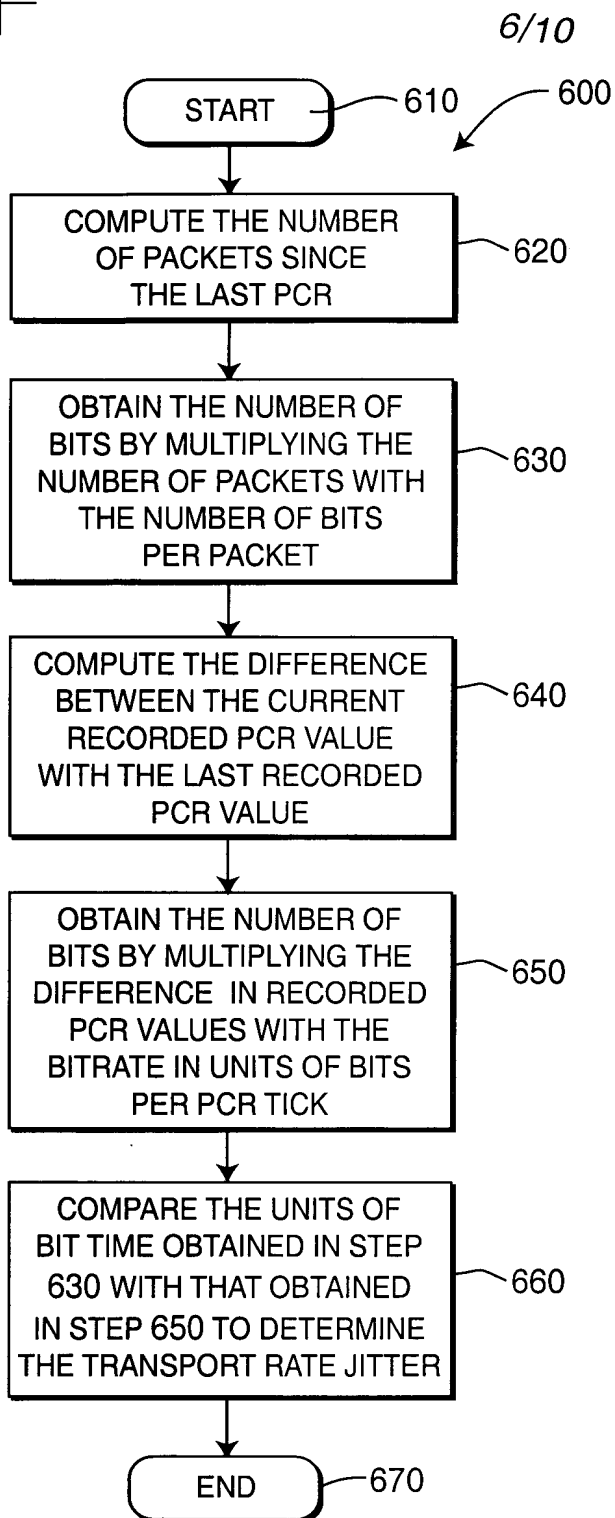 6/10
START
610
600
COMPUTE THE NUMBER
OF PACKETS SINCE
THE LAST PCR
620
OBTAIN THE NUMBER OF
BITS BY MULTIPLYING THE
NUMBER OF PACKETS WITH
THE NUMBER OF BITS
PER PACKET
630
COMPUTE THE DIFFERENCE
BETWEEN THE CURRENT
RECORDED PCR VALUE
WITH THE LAST RECORDED
PCR VALUE
640
OBTAIN THE NUMBER OF
BITS BY MULTIPLYING THE
DIFFERENCE IN RECORDED
PCR VALUES WITH THE
BITRATE IN UNITS OF BITS
PER PCR TICK
650
COMPARE THE UNITS OF
BIT TIME OBTAINED IN STEP
630 WITH THAT OBTAINED
IN STEP 650 TO DETERMINE
THE TRANSPORT RATE JITTER
660
END
670